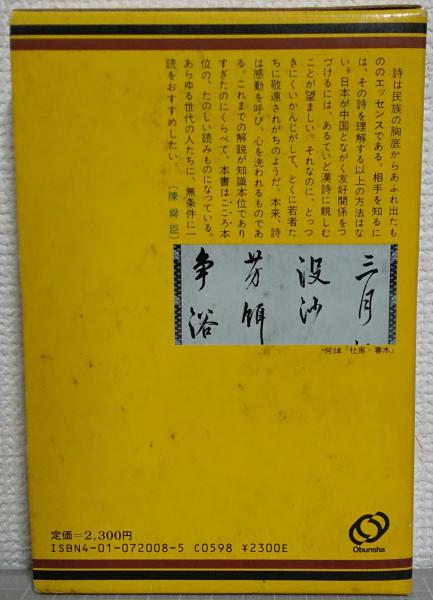 詩は民族の胸底からあふれ出たも
ののエッセンスである。相手を知るに
は、その詩を理解する以上の方法はな
い。日本が中国とながく友好関係をつ
づけるには、あるていど漢詩に親しむ
ことが望ましい。それなのに、とっつ
きにくいかんじがして、とくに若者た
ちに敬遠されがちのようだ。本来、詩
は感動を呼び、心を洗われるものであ
る。これまでの解説が知識本位であり
すぎたのにくらべて、本書はこころ本
位の、たのしい読みものになっている。
あらゆる世代の人たちに、無条件に一
読をおすすめしたい。(陳舜臣)
三月
没沙
芳餌
争浴
何焯「杜甫・春水」
定価=2,300円
ISBN4-01-072008-5 C0598 ¥2300E
Obunsha